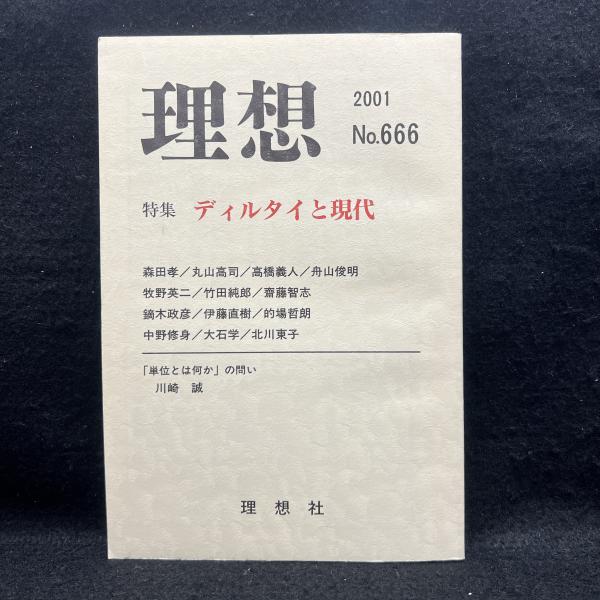 理想
2001
No.666
特集 ディルタイと現代
森田孝／丸山高司／高橋義人／舟山俊明
牧野英二／竹田純郎／齋藤智志
鏑木政彦／伊藤直樹／的場哲朗
中野修身／大石学／北川東子
「単位とは何か」の問い
川崎 誠
理想社